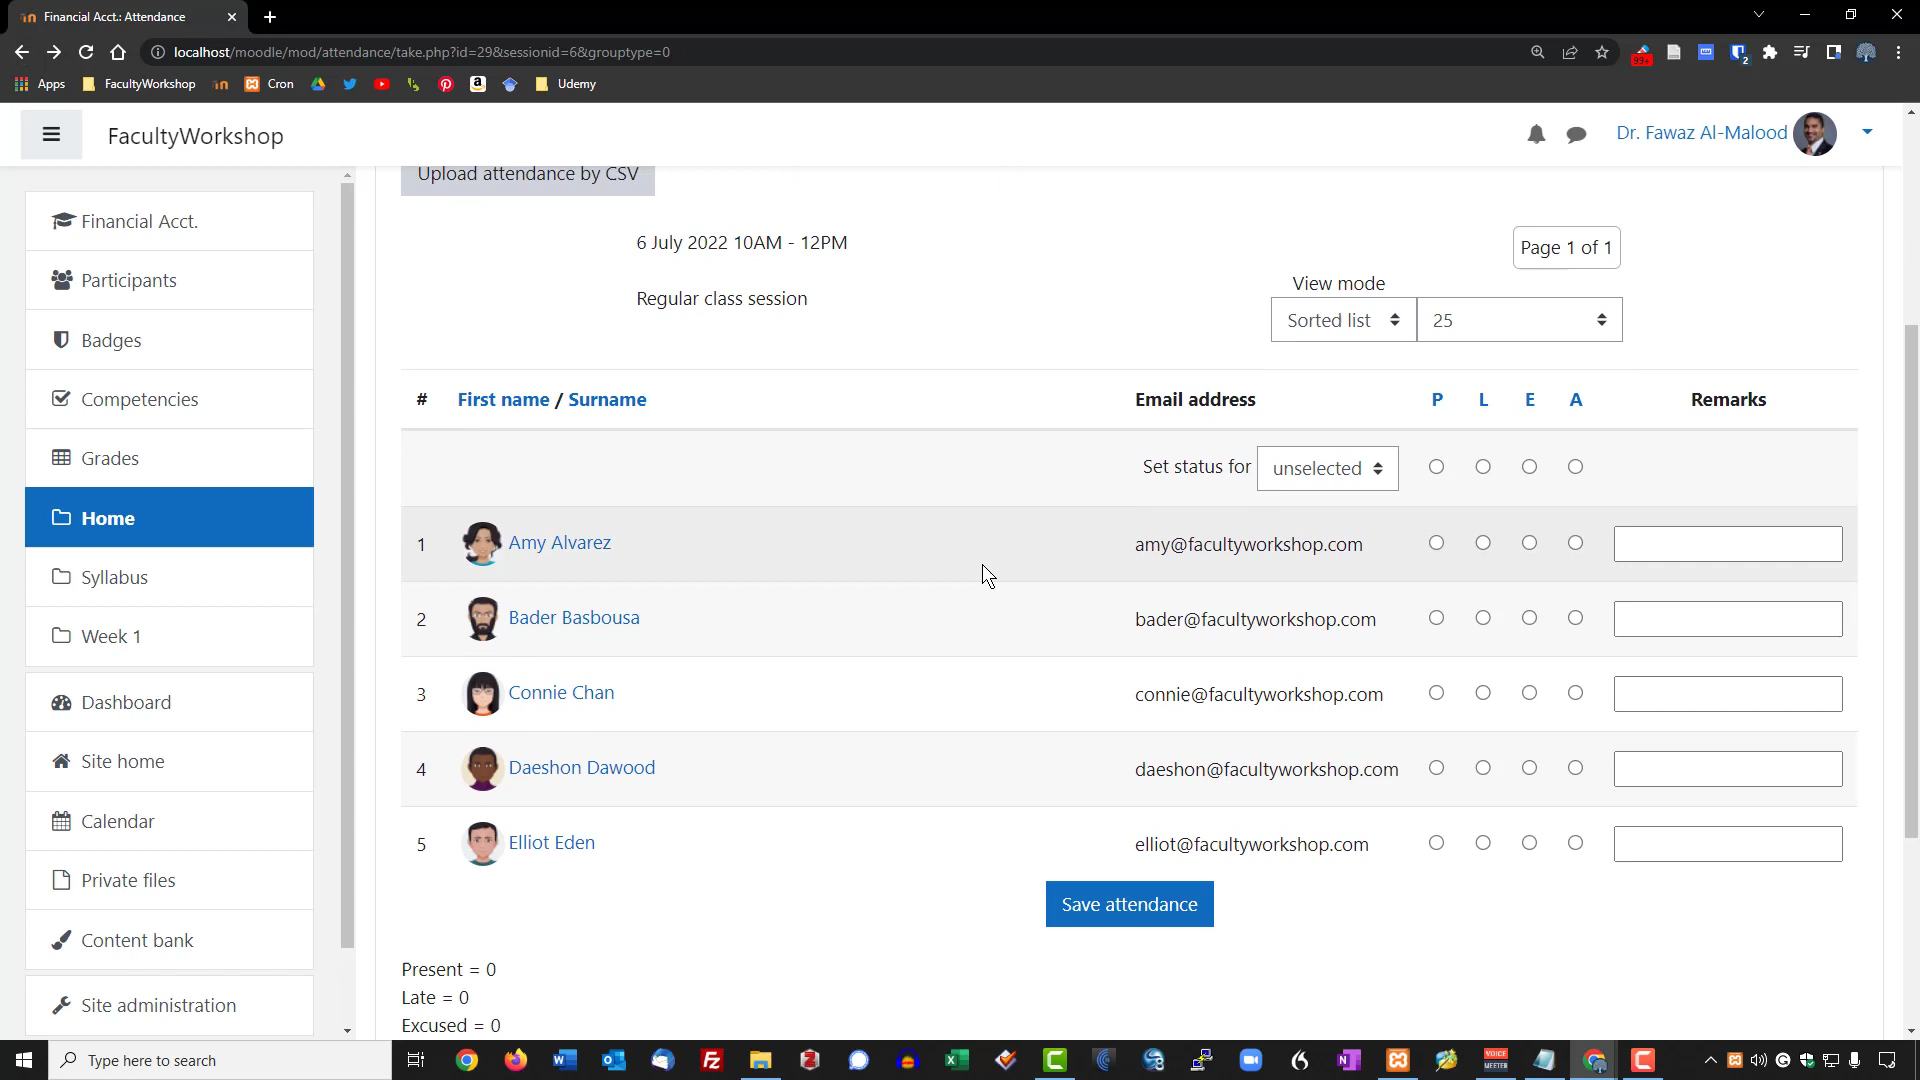 Financial Acct.: Attendance
localhost/moodle/mod/attendance/take.php?id=29&sessionid=6&grouptype=0
99+
2
Apps FacultyWorkshop Cron Udemy
FacultyWorkshop
Dr. Fawaz Al-Malood
Financial Acct.
Participants
Badges
Competencies
Grades
Home
Syllabus
Week 1
Dashboard
Site home
Calendar
Private files
Content bank
Site administration
Upload attendance by CSV
6 July 2022 10AM - 12PM
Page 1 of 1
View mode
Regular class session
Sorted list 25
# First name / Surname Email address P L E A Remarks
Set status for unselected
1 Amy Alvarez amy@facultyworkshop.com
2 Bader Basbousa bader@facultyworkshop.com
3 Connie Chan connie@facultyworkshop.com
4 Daeshon Dawood daeshon@facultyworkshop.com
5 Elliot Eden elliot@facultyworkshop.com
Save attendance
Present = 0
Late = 0
Excused = 0
Type here to search
VOICE
MEETER